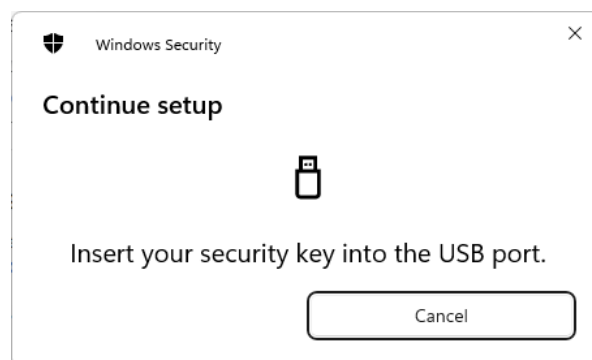 Windows Security
Continue setup
Insert your security key into the USB port.
Cancel